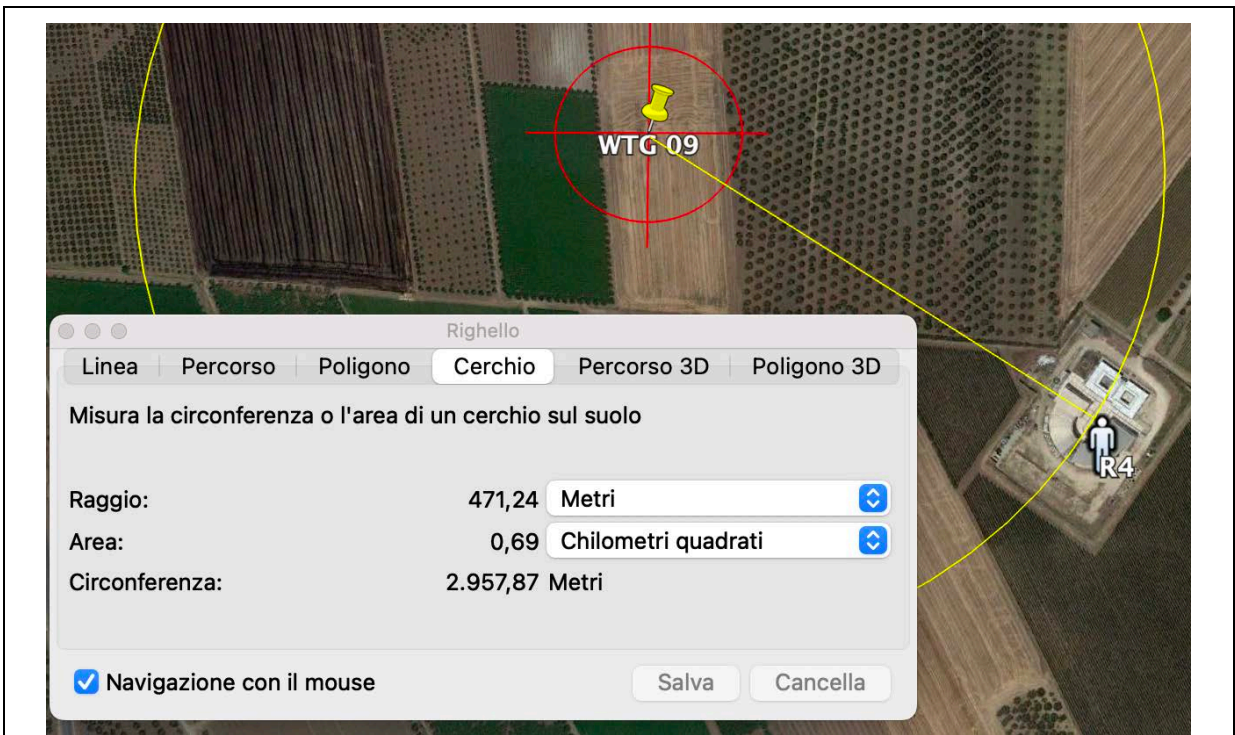 WTG 09
Righello
Linea Percorso Poligono Cerchio Percorso 3D Poligono 3D
Misura la circonferenza o l'area di un cerchio sul suolo
R4
Raggio: 471,24 Metri
Area: 0,69 Chilometri quadrati
Circonferenza: 2.957,87 Metri
Navigazione con il mouse Salva Cancella